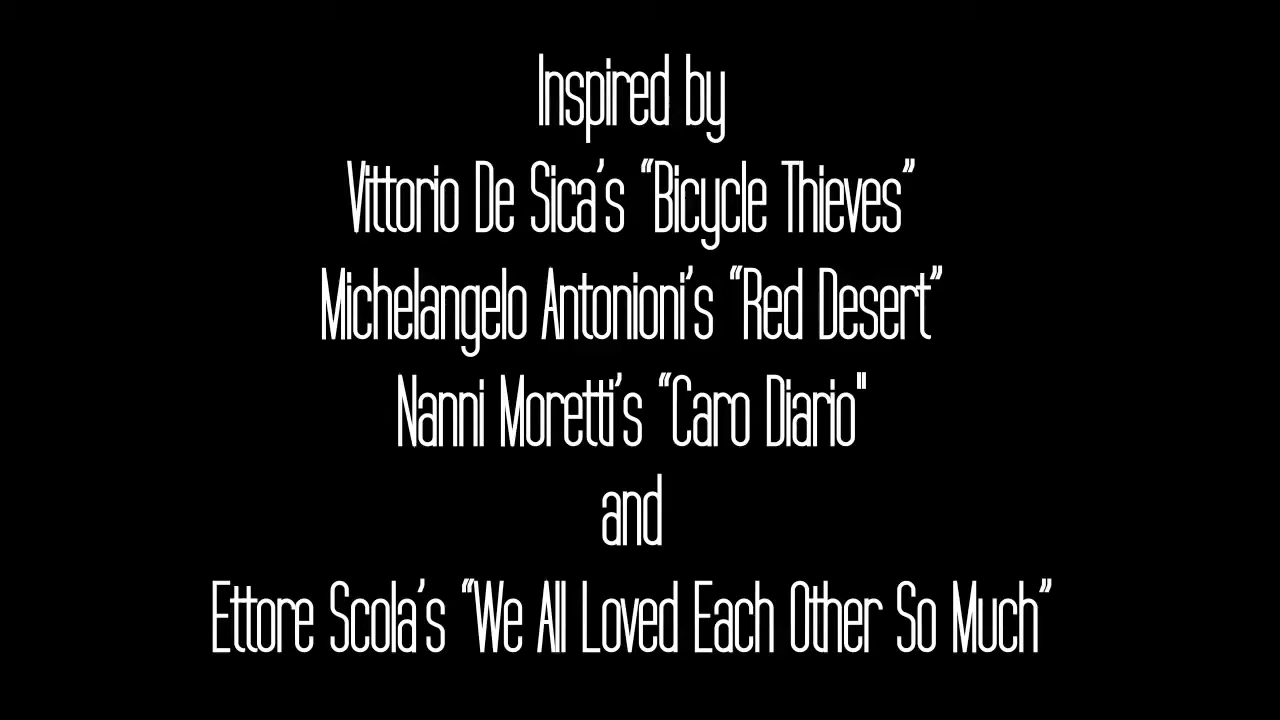 Inspired by
Vittorio De Sica’s “Bicycle Thieves”
Michelangelo Antonioni’s “Red Desert”
Nanni Moretti’s “Caro Diario"
and
Ettore Scola’s “We All Loved Each Other So Much”